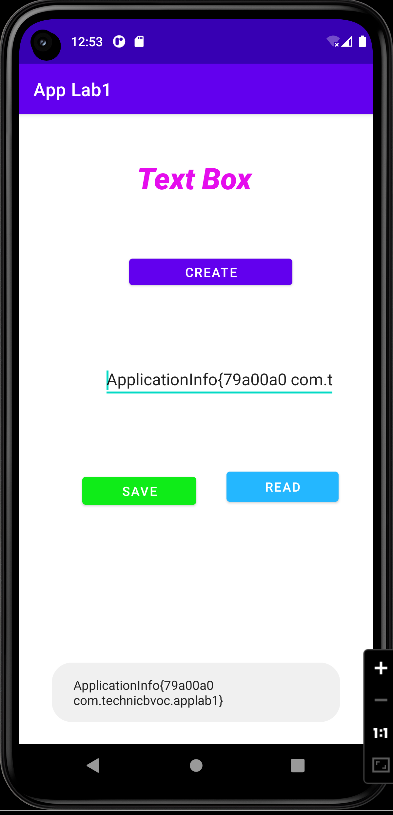 12:53
App Lab1
Text Box
CREATE
ApplicationInfo{79a00a0 com.t
SAVE
READ
ApplicationInfo{79a00a0
com.technicbvoc.applab1}
1:1